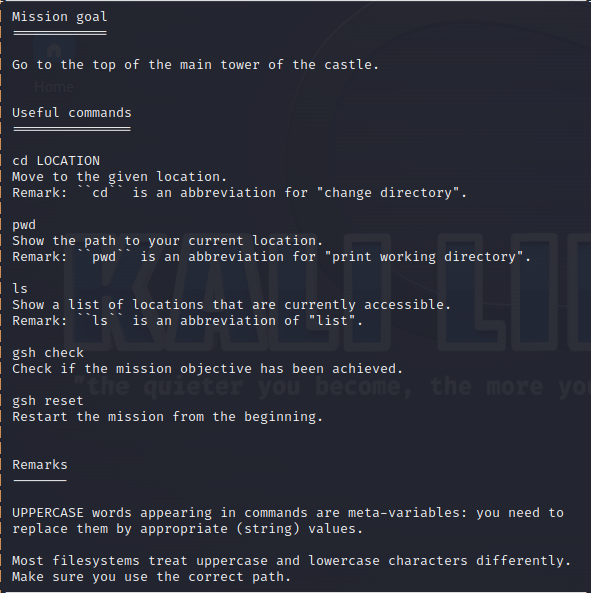 Mission goal
============
Go to the top of the main tower of the castle.
Home
Useful commands
===============
cd LOCATION
Move to the given location.
Remark: ``cd`` is an abbreviation for "change directory".
pwd
Show the path to your current location.
Remark: ``pwd`` is an abbreviation for "print working directory".
KALI LI
ls
Show a list of locations that are currently accessible.
Remark: ``ls`` is an abbreviation of "list".
gsh check
Check if the mission objective has been achieved.
"the quieter you become, the more yo
gsh reset
Restart the mission from the beginning.
Remarks
-------
UPPERCASE words appearing in commands are meta-variables: you need to
replace them by appropriate (string) values.
Most filesystems treat uppercase and lowercase characters differently.
Make sure you use the correct path.